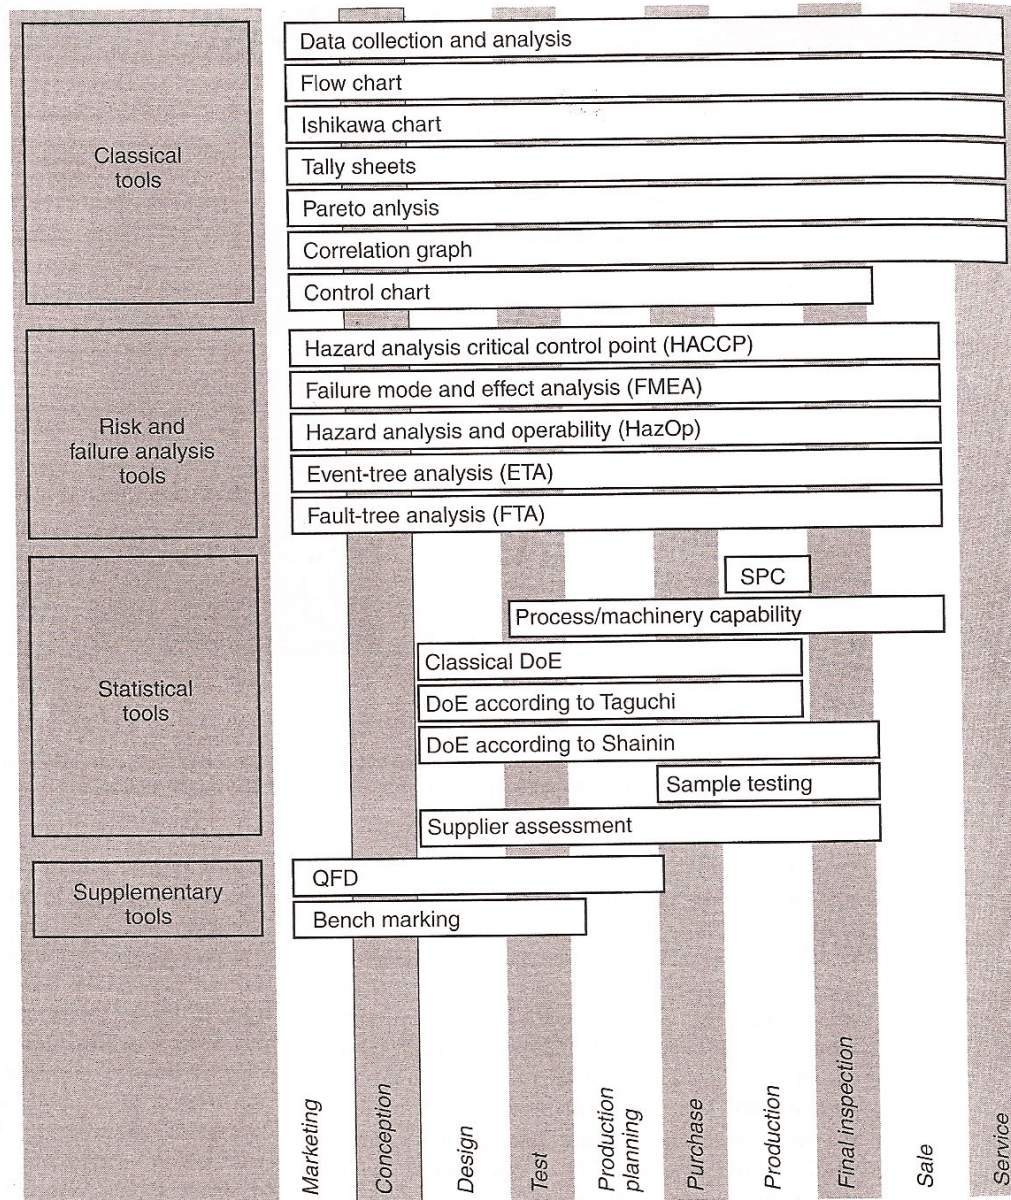 Classical
tools
Data collection and analysis
Flow chart
Ishikawa chart
Tally sheets
Pareto anlysis
Correlation graph
Control chart
Risk and
failure analysis
tools
Hazard analysis critical control point (HACCP)
Failure mode and effect analysis (FMEA)
Hazard analysis and operability (HazOp)
Event-tree analysis (ETA)
Fault-tree analysis (FTA)
Statistical
tools
SPC
Process/machinery capability
Classical DoE
DoE according to Taguchi
DoE according to Shainin
Sample testing
Supplier assessment
Supplementary
tools
QFD
Bench marking
Marketing
Conception
Design
Test
Production
planning
Purchase
Production
Final inspection
Sale
Service